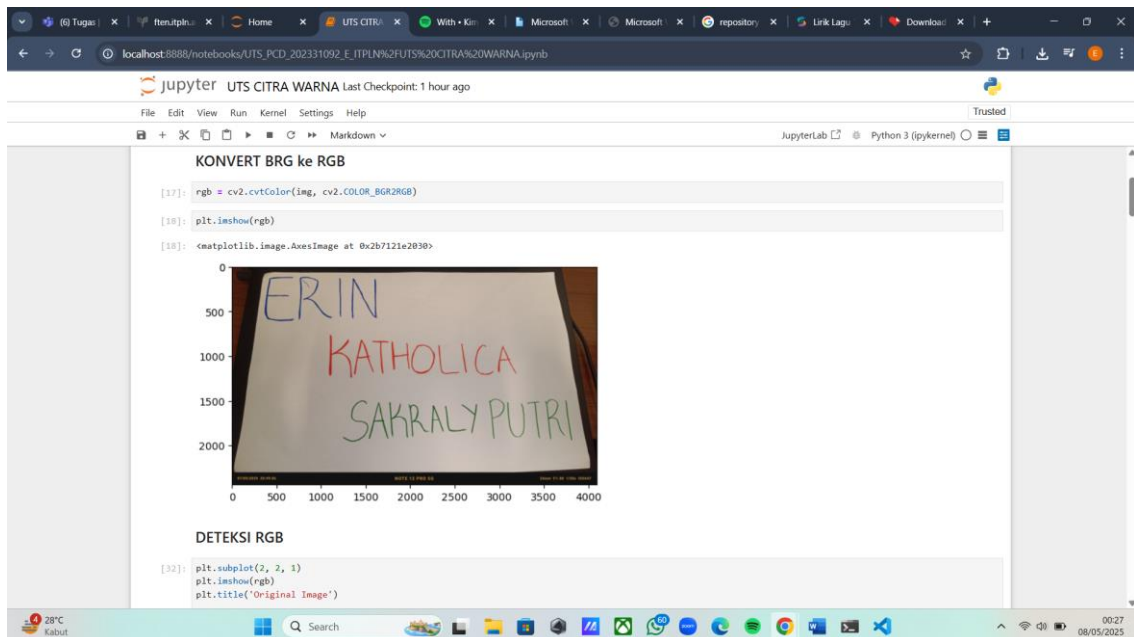 (6) Tugas |
ften.itpln.a
Home
UTS CITRA
With • Kim
Microsoft
Microsoft
repository
Lirik Lagu
Download
localhost:8888/notebooks/UTS_PCD_202331092_E_ITPLN%2FUTS%20CITRA%20WARNA.ipynb
jupyter UTS CITRA WARNA Last Checkpoint: 1 hour ago
File Edit View Run Kernel Settings Help
Trusted
Markdown
JupyterLab Python 3 (ipykernel)
KONVERT BRG ke RGB
[17]: rgb = cv2.cvtColor(img, cv2.COLOR_BGR2RGB)
[18]: plt.imshow(rgb)
[18]: <matplotlib.image.AxesImage at 0x2b7121e2030>
0
500
1000
1500
2000
ERIN
KATHOLICA
SAKRALY PUTRI
0 500 1000 1500 2000 2500 3000 3500 4000
DETEKSI RGB
[32]: plt.subplot(2, 2, 1)
plt.imshow(rgb)
plt.title('Original Image')
4
28°C
Kabut
Search
60
00:27
08/05/2025